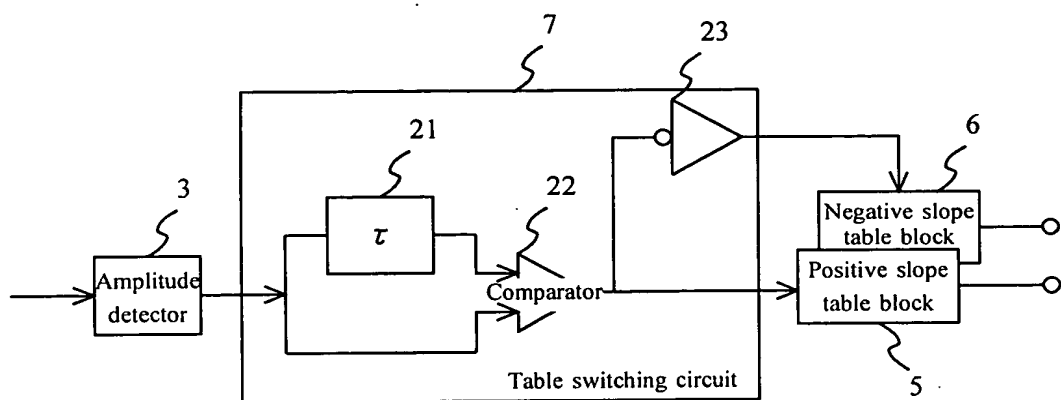 7
23
21
22
6
3
τ
Negative slope
table block
Amplitude
detector
Comparator
Positive slope
table block
Table switching circuit
5